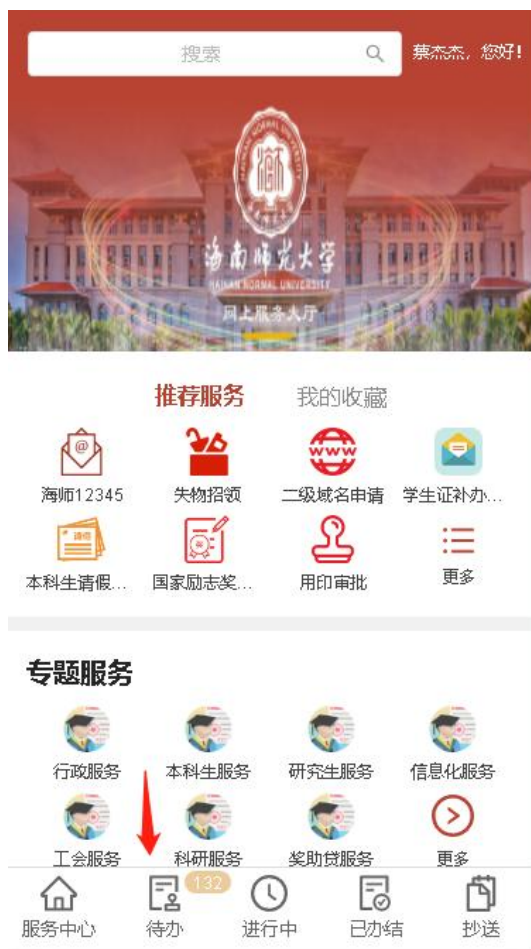 搜索
蔡杰杰，您好！
海南师范大学
HAINAN NORMAL UNIVERSITY
网上服务大厅
推荐服务 我的收藏
海师12345 失物招领 二级域名申请 学生证补办...
本科生请假... 国家励志奖... 用印审批 更多
专题服务
行政服务 本科生服务 研究生服务 信息化服务
工会服务 科研服务 奖助贷服务 更多
132
服务中心 待办 进行中 已办结 抄送